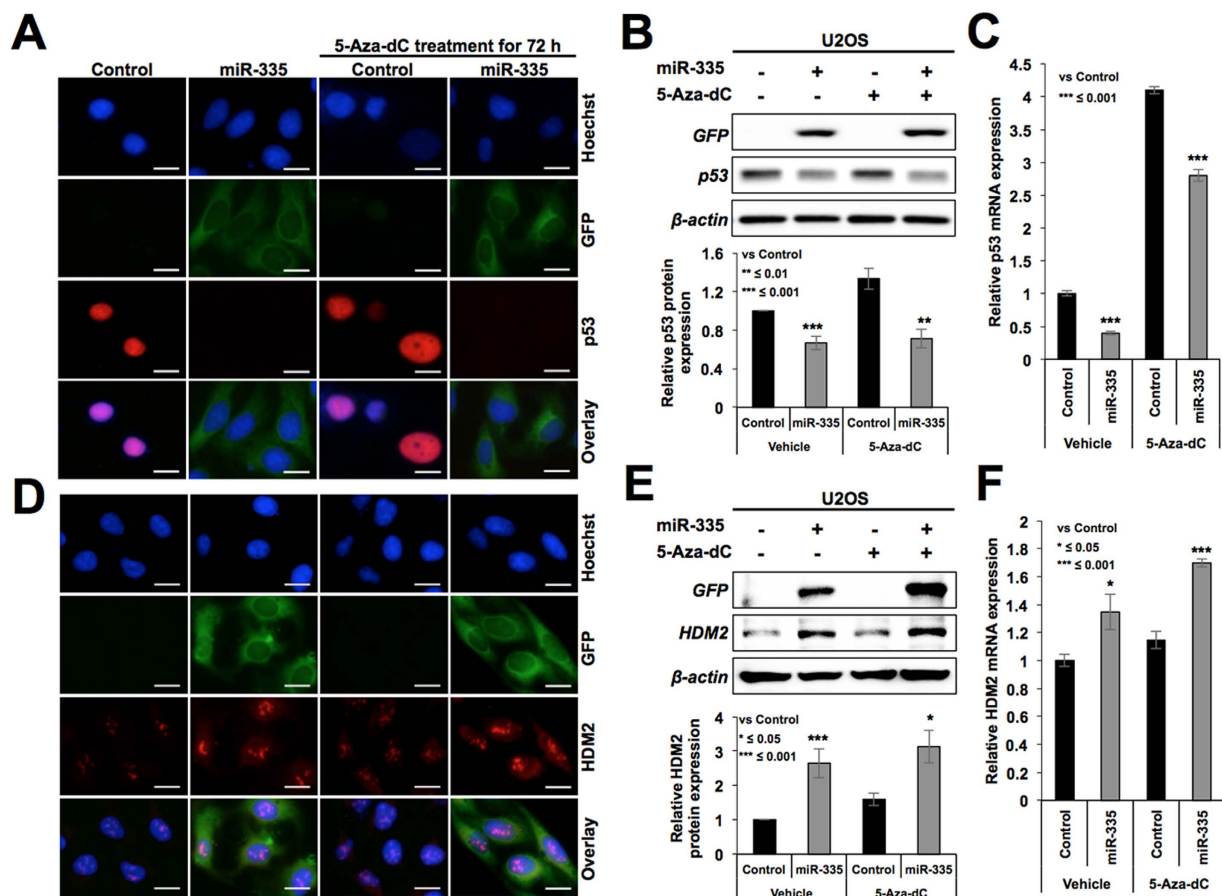 A
5-Aza-dC treatment for 72 h
Control miR-335 Control miR-335
Hoechst
GFP
p53
Overlay
B
U2OS
miR-335 - + - +
5-Aza-dC - - + +
GFP
p53
β-actin
Relative p53 protein
expression
1.6
1.2
0.8
0.4
0
vs Control
** ≤ 0.01
*** ≤ 0.001
***
**
Control miR-335 Control miR-335
Vehicle 5-Aza-dC
C
Relative p53 mRNA expression
4.5
4
3.5
3
2.5
2
1.5
1
0.5
0
vs Control
*** ≤ 0.001
***
***
Control miR-335 Control miR-335
Vehicle 5-Aza-dC
D
Hoechst
GFP
HDM2
Overlay
E
U2OS
miR-335 - + - +
5-Aza-dC - - + +
GFP
HDM2
β-actin
Relative HDM2
protein expression
4
3
2
1
0
vs Control
* ≤ 0.05
*** ≤ 0.001
***
*
Control miR-335 Control miR-335
Vehicle 5-Aza-dC
F
Relative HDM2 mRNA expression
2
1.8
1.6
1.4
1.2
1
0.8
0.6
0.4
0.2
0
vs Control
* ≤ 0.05
*** ≤ 0.001
*
***
Control miR-335 Control miR-335
Vehicle 5-Aza-dC